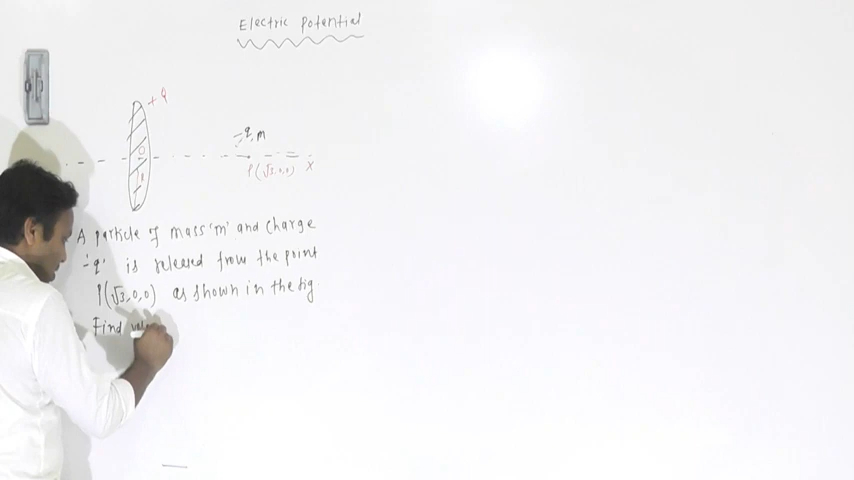 Electric Potential
+Q
-q, m
O
R
P(√3,0,0)
X
A particle of mass 'm' and charge
'-q' is released from the point
P(√3,0,0) as shown in the fig.
Find